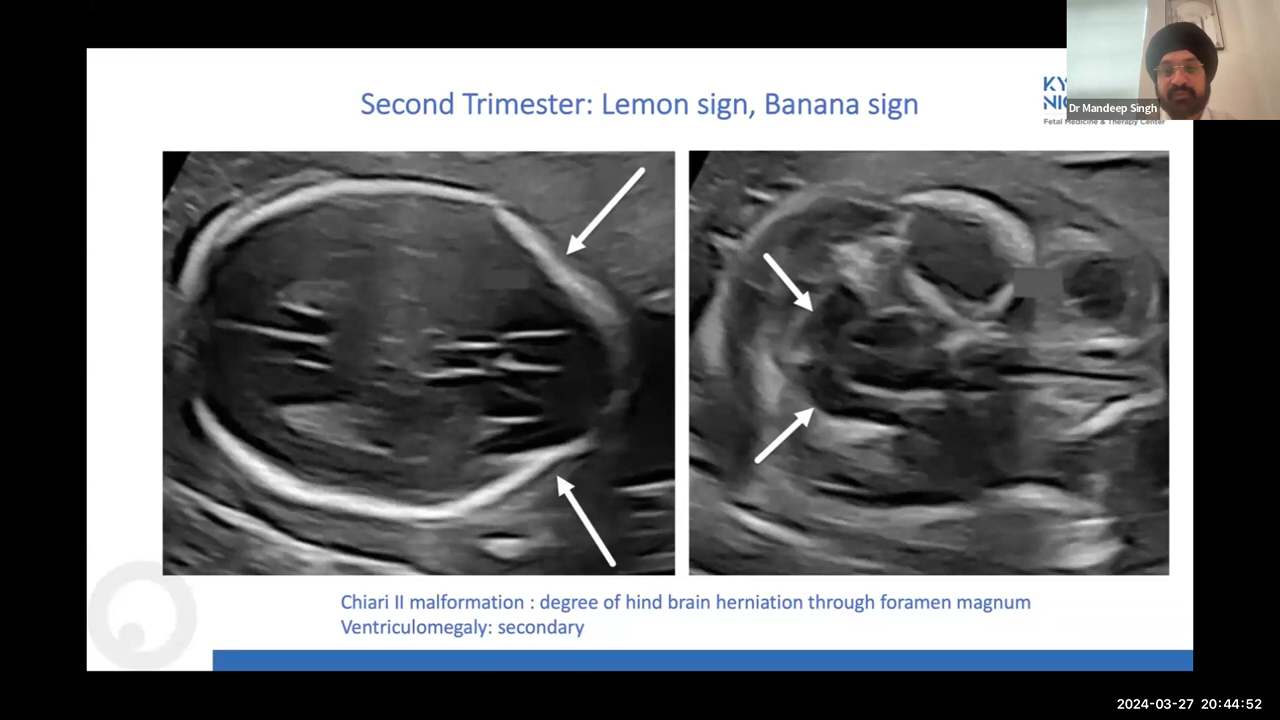 Second Trimester: Lemon sign, Banana sign
Dr Mandeep Singh
Fetal Medicine & Therapy Center
Chiari II malformation : degree of hind brain herniation through foramen magnum
Ventriculomegaly: secondary
2024-03-27 20:44:52